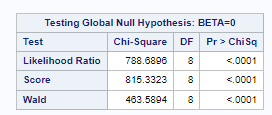 Testing Global Null Hypothesis: BETA=0
Test Chi-Square DF Pr > ChiSq
Likelihood Ratio 788.6896 8 <.0001
Score 815.3323 8 <.0001
Wald 463.5894 8 <.0001